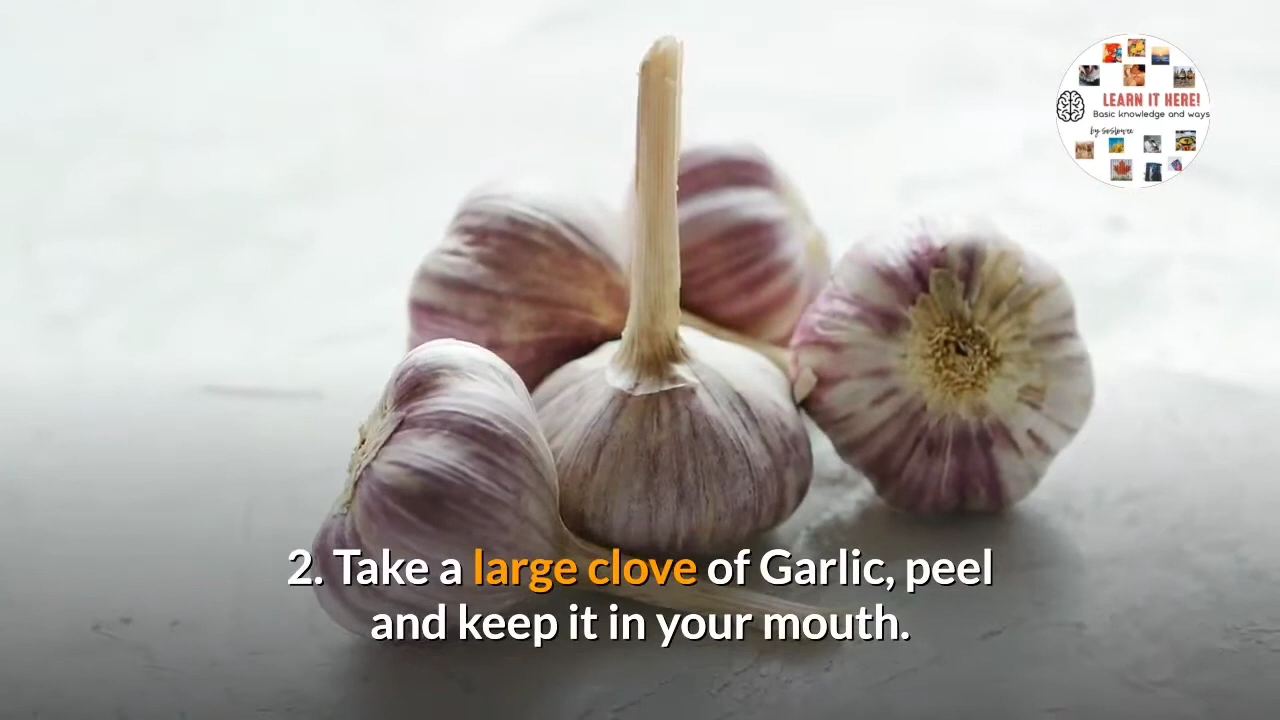 LEARN IT HERE!
Basic knowledge and ways
2. Take a large clove of Garlic, peel
and keep it in your mouth.